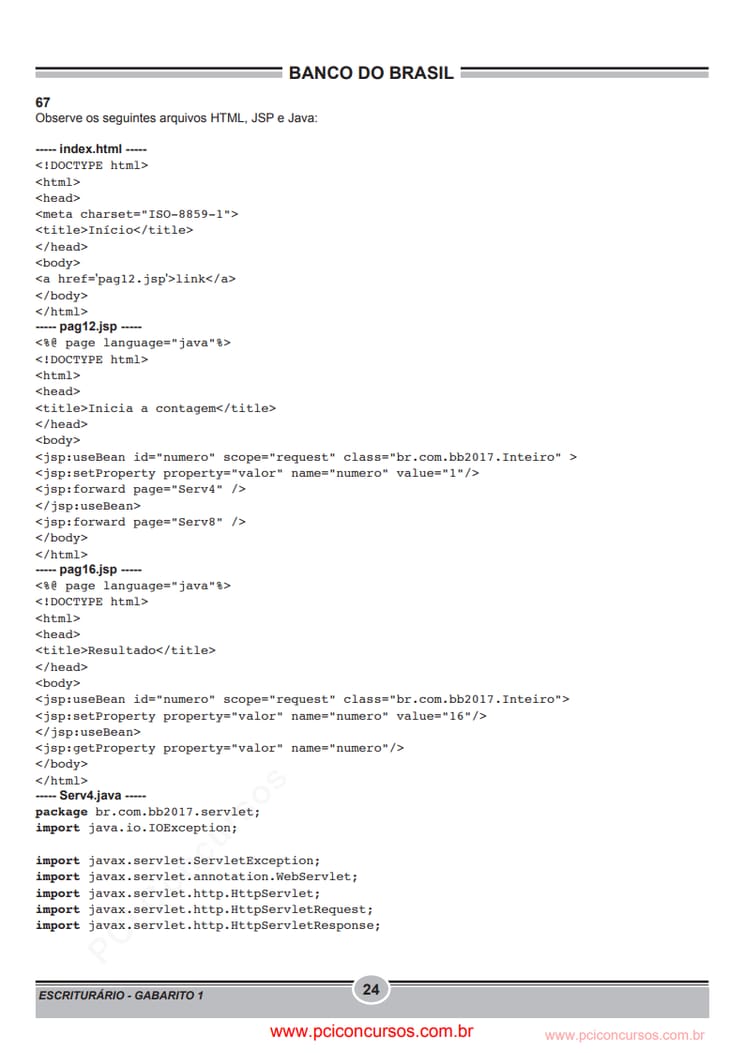 BANCO DO BRASIL
67
Observe os seguintes arquivos HTML, JSP e Java:
----- index.html -----
<!DOCTYPE html>
<html>
<head>
<meta charset="ISO-8859-1">
<title>Início</title>
</head>
<body>
<a href='pag12.jsp'>link</a>
</body>
</html>
----- pag12.jsp -----
<%@ page language="java"%>
<!DOCTYPE html>
<html>
<head>
<title>Inicia a contagem</title>
</head>
<body>
<jsp:useBean id="numero" scope="request" class="br.com.bb2017.Inteiro" >
<jsp:setProperty property="valor" name="numero" value="1"/>
<jsp:forward page="Serv4" />
</jsp:useBean>
<jsp:forward page="Serv8" />
</body>
</html>
----- pag16.jsp -----
<%@ page language="java"%>
<!DOCTYPE html>
<html>
<head>
<title>Resultado</title>
</head>
<body>
<jsp:useBean id="numero" scope="request" class="br.com.bb2017.Inteiro">
<jsp:setProperty property="valor" name="numero" value="16"/>
</jsp:useBean>
<jsp:getProperty property="valor" name="numero"/>
</body>
</html>
----- Serv4.java -----
package br.com.bb2017.servlet;
import java.io.IOException;
import javax.servlet.ServletException;
import javax.servlet.annotation.WebServlet;
import javax.servlet.http.HttpServlet;
import javax.servlet.http.HttpServletRequest;
import javax.servlet.http.HttpServletResponse;
ESCRITURÁRIO - GABARITO 1
24
www.pciconcursos.com.br
www.pciconcursos.com.br